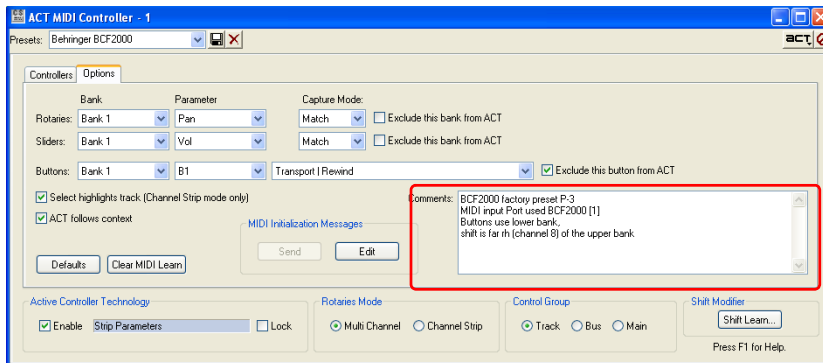 ACT MIDI Controller - 1
Presets: Behringer BCF2000
act
Controllers Options
Bank Parameter Capture Mode:
Rotaries: Bank 1 Pan Match Exclude this bank from ACT
Sliders: Bank 1 Vol Match Exclude this bank from ACT
Buttons: Bank 1 B1 Transport | Rewind Exclude this button from ACT
Select highlights track (Channel Strip mode only)
ACT follows context
MIDI Initialization Messages
Send Edit
Defaults Clear MIDI Learn
Comments: BCF2000 factory preset P-3
MIDI input Port used BCF2000 [1]
Buttons use lower bank,
shift is far rh (channel 8) of the upper bank
Active Controller Technology
Enable Strip Parameters Lock
Rotaries Mode
Multi Channel Channel Strip
Control Group
Track Bus Main
Shift Modifier
Shift Learn...
Press F1 for Help.